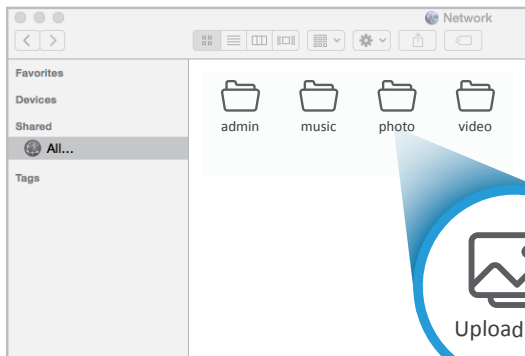 Network
Favorites
Devices
Shared
All...
Tags
admin music photo video
Upload